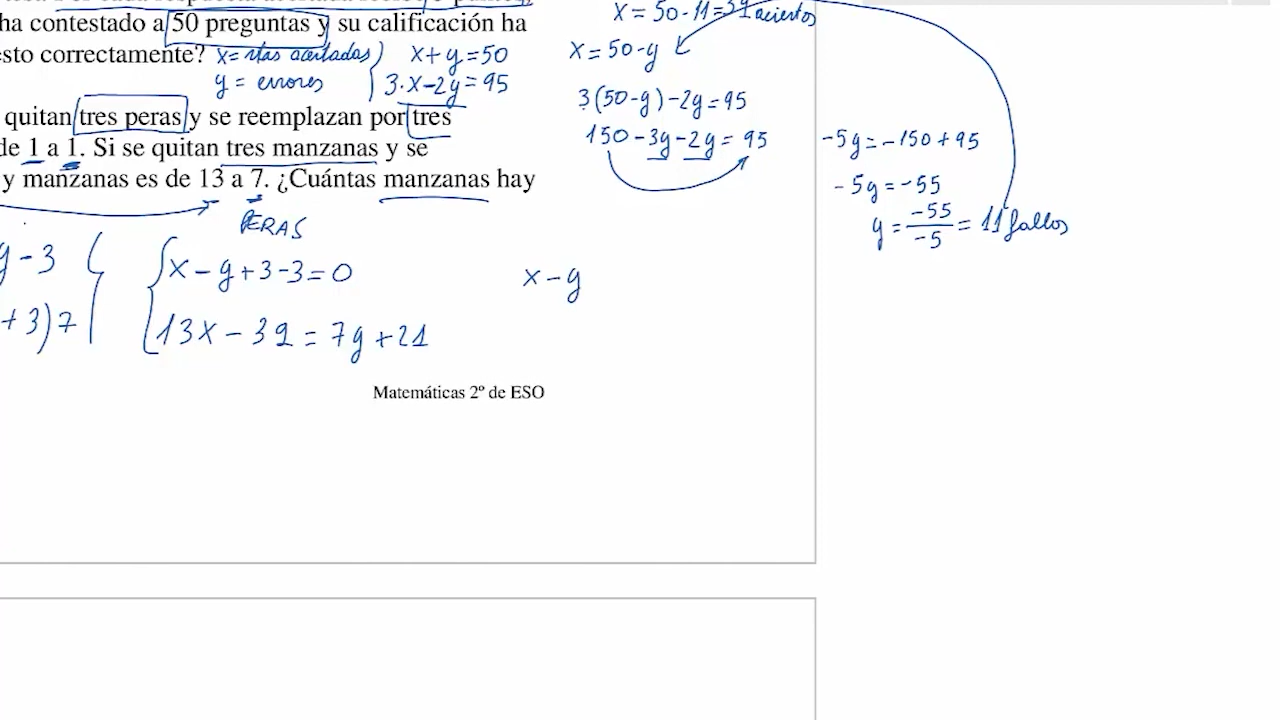 ha contestado a 50 preguntas y su calificación ha
sto correctamente? x = rtas acertadas x + y = 50
y = errores 3·x - 2y = 95
quitan tres peras y se reemplazan por tres
de 1 a 1. Si se quitan tres manzanas y se
y manzanas es de 13 a 7. ¿Cuántas manzanas hay
PERAS
y - 3 x - y + 3 - 3 = 0 x - y
+ 3)7 13x - 39 = 7y + 21
Matemáticas 2º de ESO
x = 50 - 11 = 39 aciertos
x = 50 - y
3(50 - y) - 2y = 95
150 - 3y - 2y = 95 -5y = -150 + 95
-5y = -55
y = -55/-5 = 11 fallos